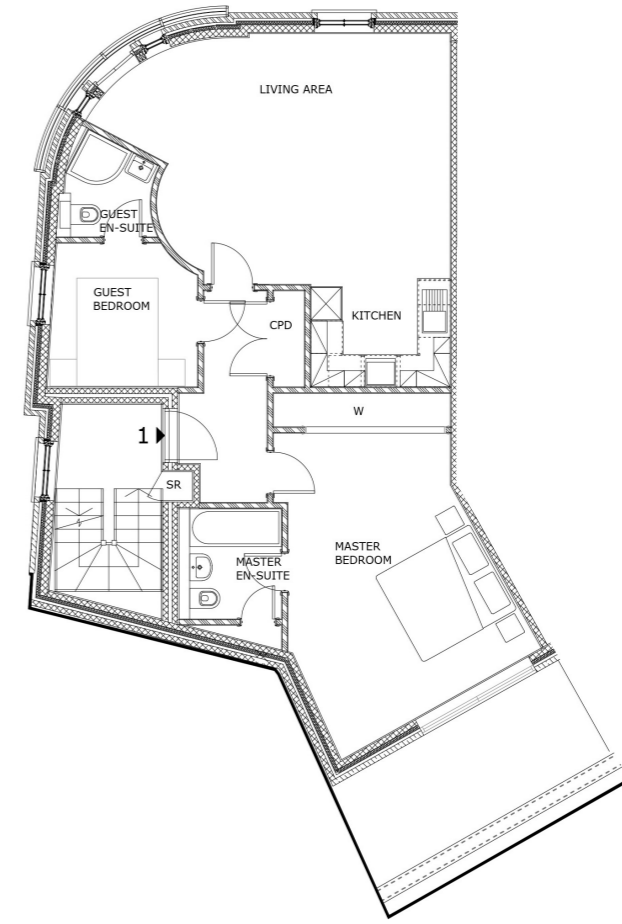 LIVING AREA
GUEST
EN-SUITE
GUEST
BEDROOM
CPD
KITCHEN
W
1
SR
MASTER
EN-SUITE
MASTER
BEDROOM